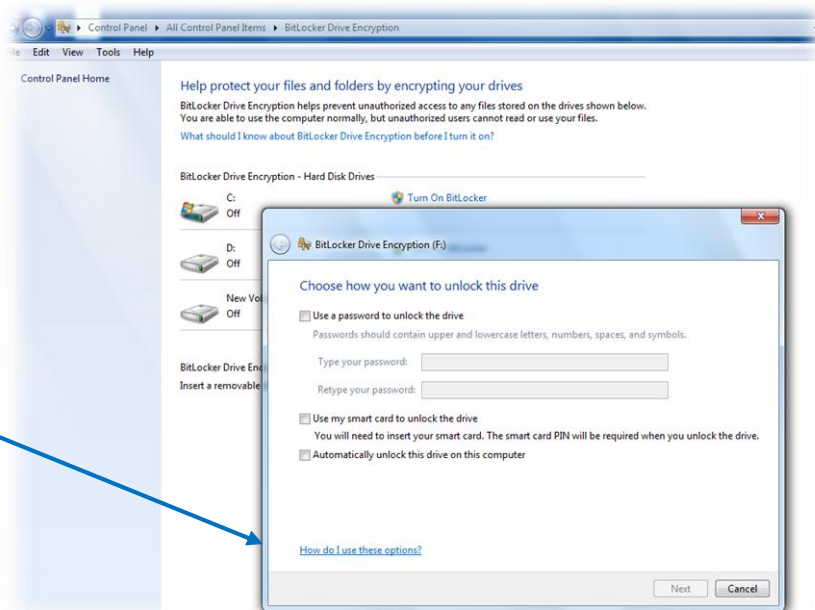 Control Panel ▸ All Control Panel Items ▸ BitLocker Drive Encryption
Edit View Tools Help
Control Panel Home
Help protect your files and folders by encrypting your drives
BitLocker Drive Encryption helps prevent unauthorized access to any files stored on the drives shown below.
You are able to use the computer normally, but unauthorized users cannot read or use your files.
What should I know about BitLocker Drive Encryption before I turn it on?
BitLocker Drive Encryption - Hard Disk Drives
C:
Off
Turn On BitLocker
D:
Off
New Vol
Off
BitLocker Drive Enc
Insert a removable
BitLocker Drive Encryption (F:)
Choose how you want to unlock this drive
Use a password to unlock the drive
Passwords should contain upper and lowercase letters, numbers, spaces, and symbols.
Type your password:
Retype your password:
Use my smart card to unlock the drive
You will need to insert your smart card. The smart card PIN will be required when you unlock the drive.
Automatically unlock this drive on this computer
How do I use these options?
Next Cancel